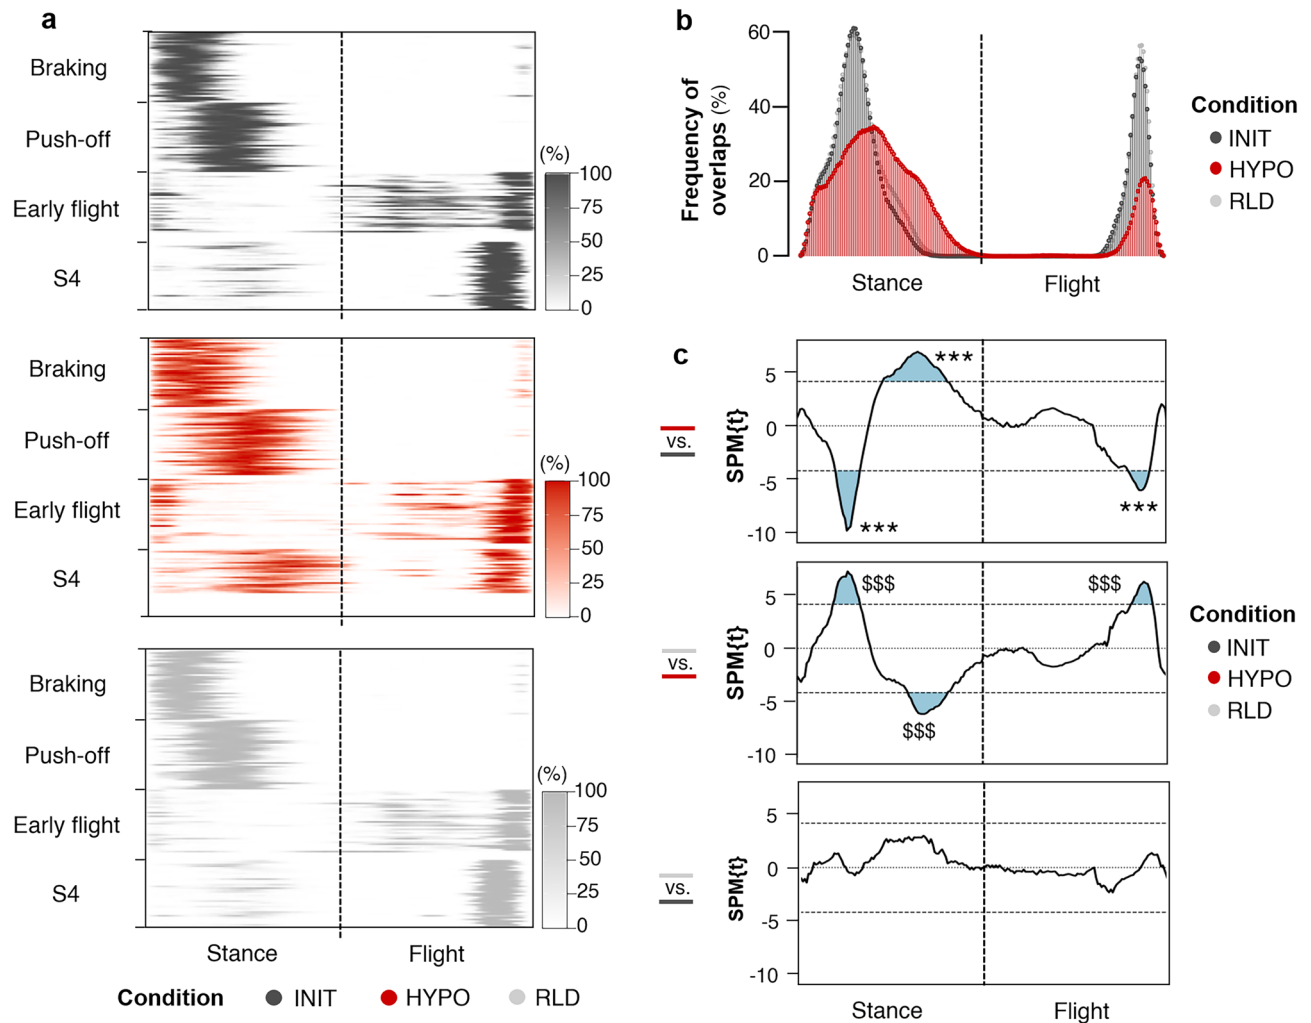 a
Braking
Push-off
Early flight
S4
(%)
100
75
50
25
0
Braking
Push-off
Early flight
S4
(%)
100
75
50
25
0
Braking
Push-off
Early flight
S4
(%)
100
75
50
25
0
Stance Flight
Condition INIT HYPO RLD
b
Frequency of
overlaps (%)
60
40
20
0
Stance Flight
Condition
INIT
HYPO
RLD
c
vs.
SPM{t}
5
0
-5
-10
***
***
***
vs.
SPM{t}
5
0
-5
-10
$$$
$$$
$$$
Condition
INIT
HYPO
RLD
vs.
SPM{t}
5
0
-5
-10
Stance Flight